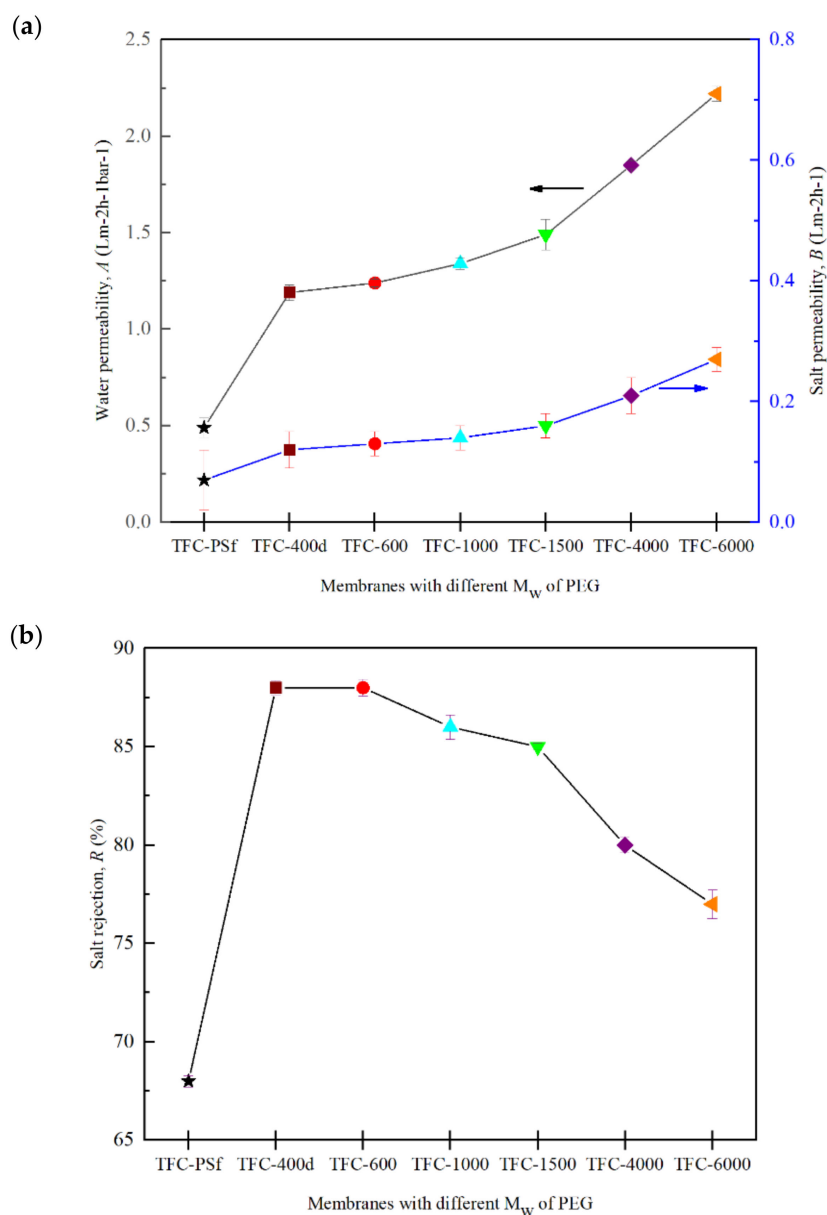 (a)
2.5
2.0
1.5
1.0
0.5
0.0
Water permeability, A (Lm-2h-1bar-1)
0.8
0.6
0.4
0.2
0.0
Salt permeability, B (Lm-2h-1)
TFC-PSf TFC-400d TFC-600 TFC-1000 TFC-1500 TFC-4000 TFC-6000
Membranes with different Mw of PEG
(b)
90
85
80
75
70
65
Salt rejection, R (%)
TFC-PSf TFC-400d TFC-600 TFC-1000 TFC-1500 TFC-4000 TFC-6000
Membranes with different Mw of PEG